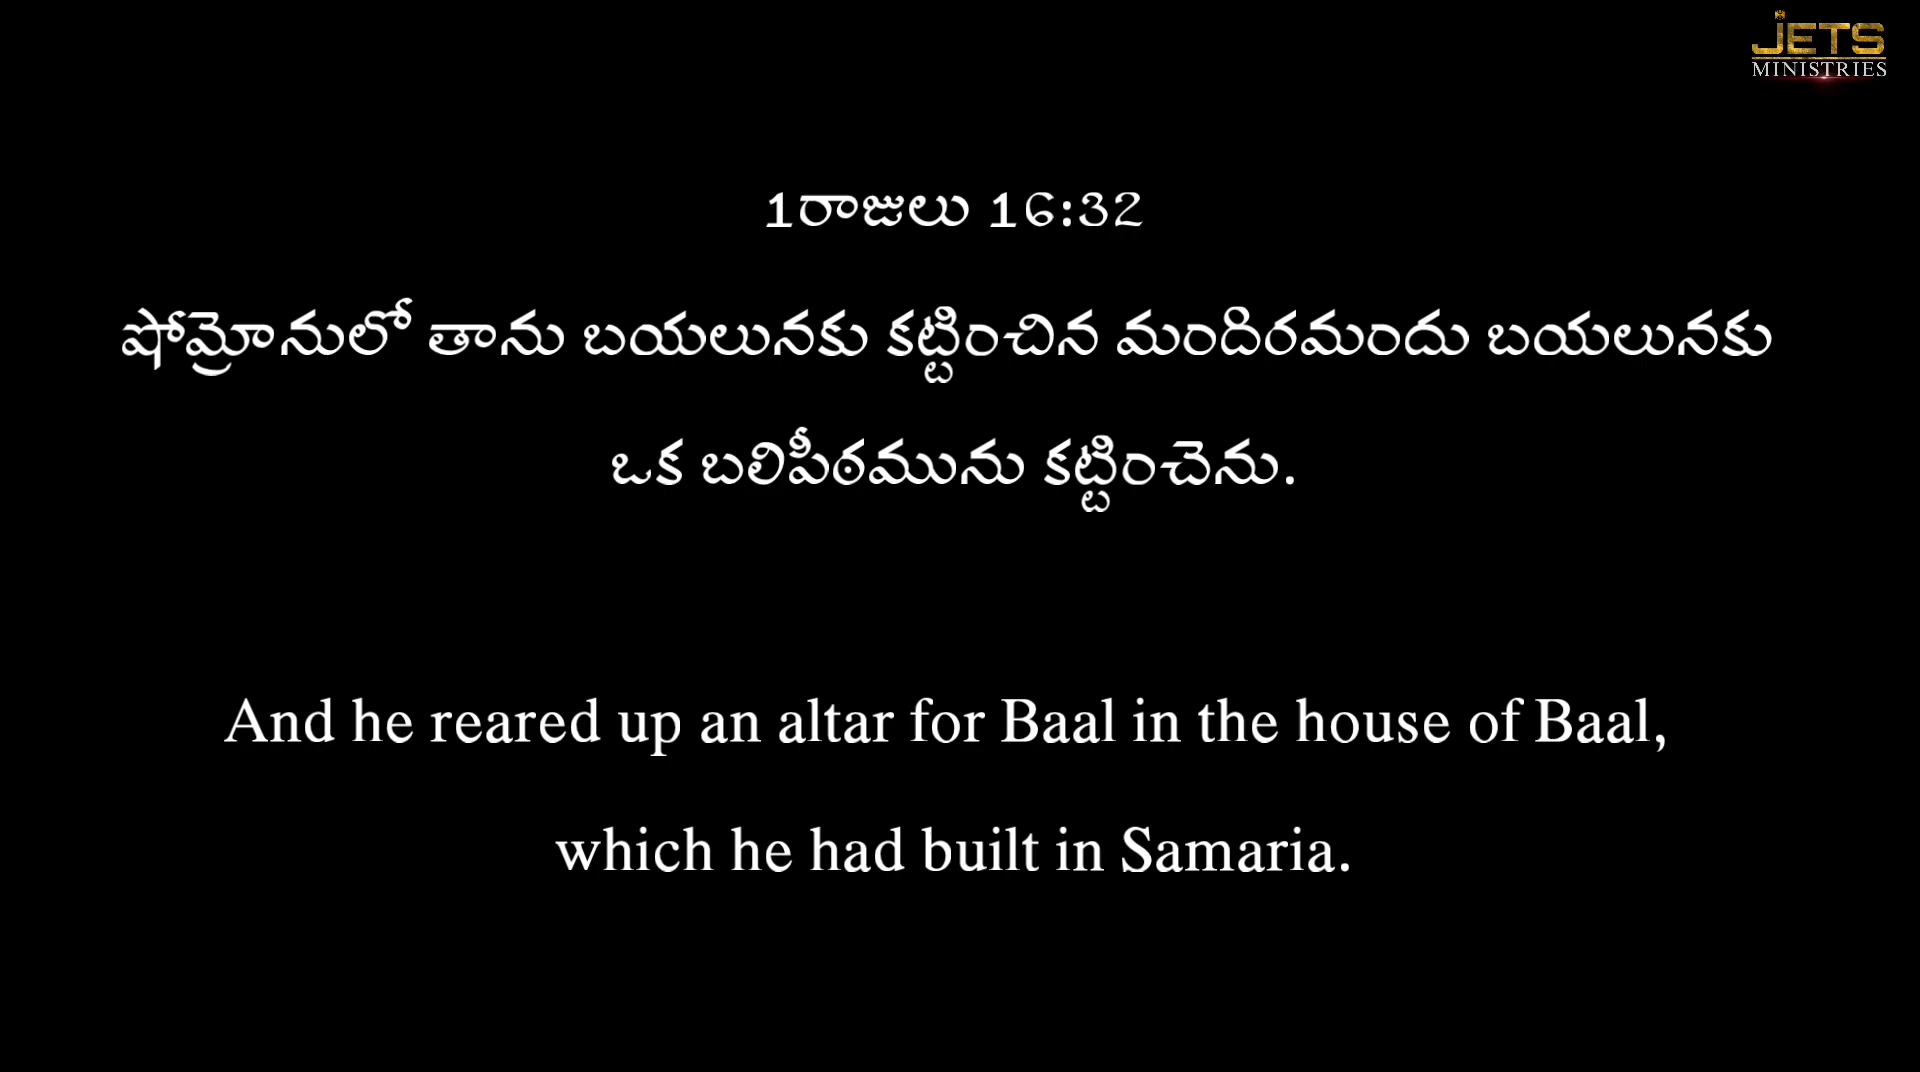 JETS
MINISTRIES
1రాజులు 16:32
షోమ్రోనులో తాను బయలునకు కట్టించిన మందిరమందు బయలునకు
ఒక బలిపీఠమును కట్టించెను.
And he reared up an altar for Baal in the house of Baal,
which he had built in Samaria.